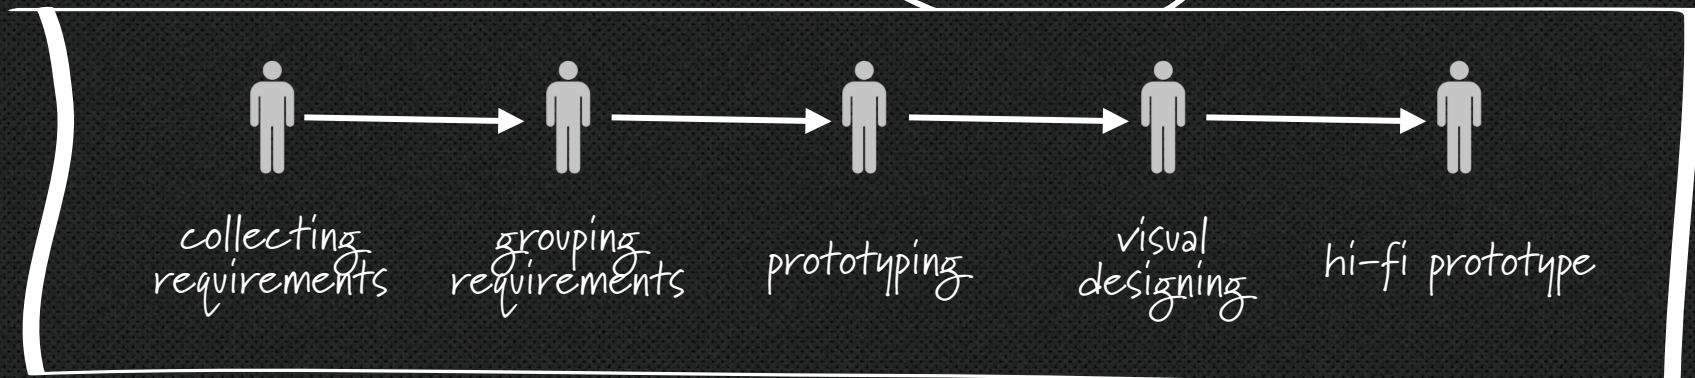 collecting
requirements
grouping
requirements
prototyping
visual
designing
hi-fi prototype